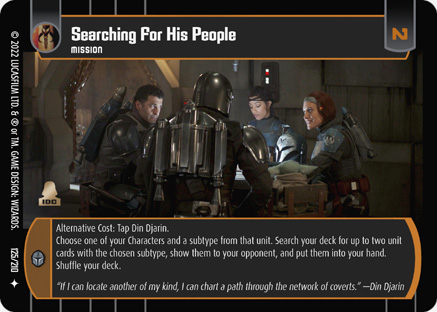 Searching For His People
MISSION
N
© 2022 LUCASFILM LTD. & ® or TM. GAME DESIGN: WIZARDS.
125/210
IDC
Alternative Cost: Tap Din Djarin.
Choose one of your Characters and a subtype from that unit. Search your deck for up to two unit
cards with the chosen subtype, show them to your opponent, and put them into your hand.
Shuffle your deck.
"If I can locate another of my kind, I can chart a path through the network of coverts." —Din Djarin